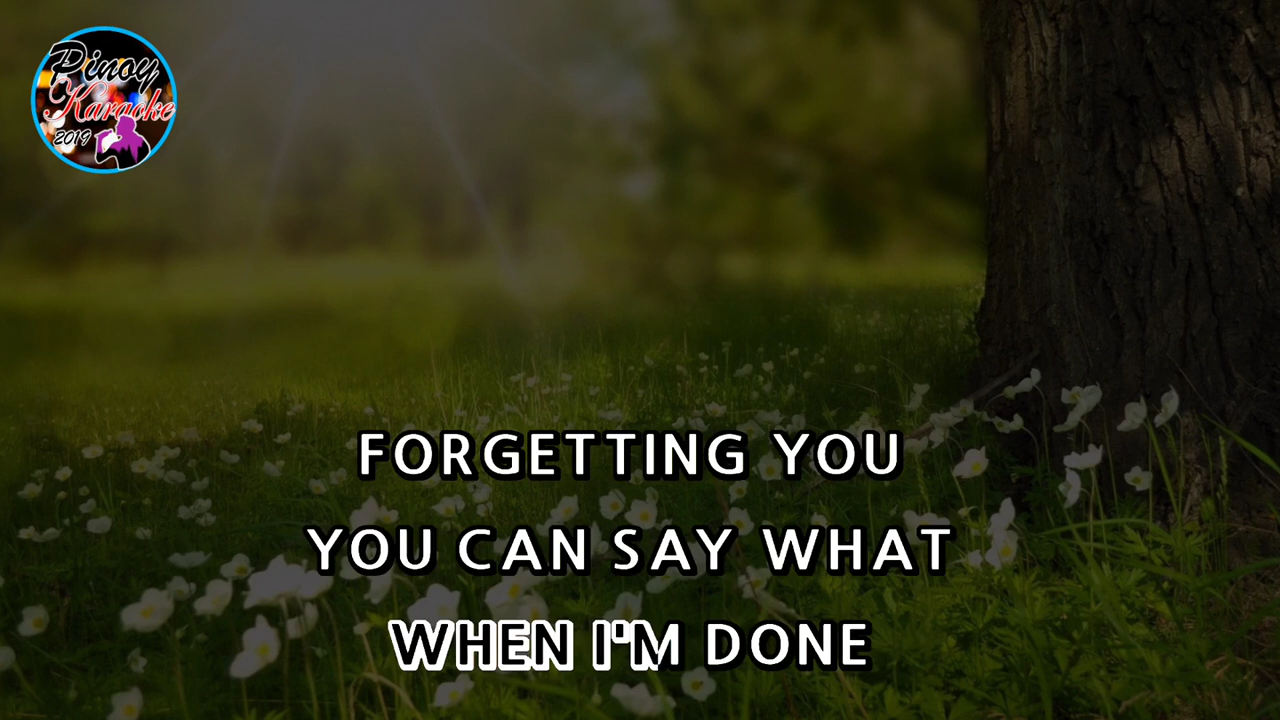 Pinoy
Karaoke
2019
FORGETTING YOU
YOU CAN SAY WHAT
WHEN I'M DONE